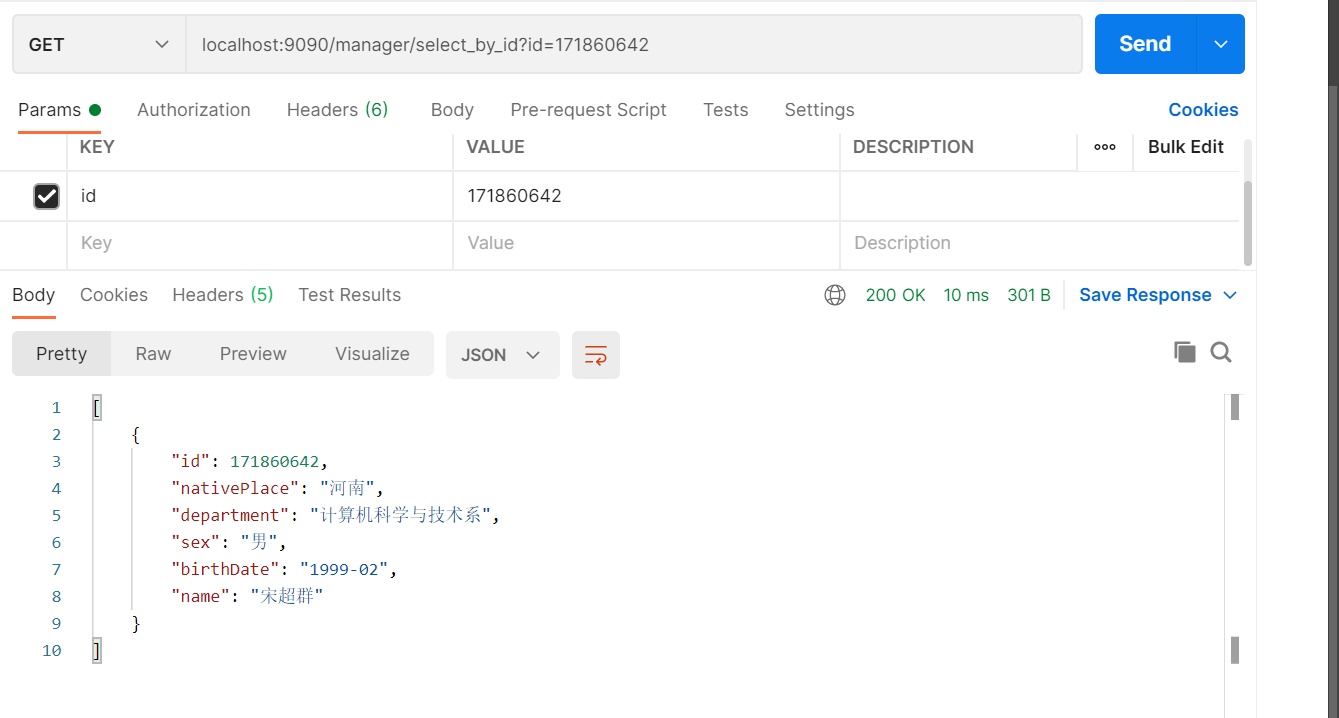 GET localhost:9090/manager/select_by_id?id=171860642 Send
Params Authorization Headers (6) Body Pre-request Script Tests Settings Cookies
KEY VALUE DESCRIPTION ooo Bulk Edit
id 171860642
Key Value Description
Body Cookies Headers (5) Test Results 200 OK 10 ms 301 B Save Response
Pretty Raw Preview Visualize JSON
1 [
2 {
3 "id": 171860642,
4 "nativePlace": "河南",
5 "department": "计算机科学与技术系",
6 "sex": "男",
7 "birthDate": "1999-02",
8 "name": "宋超群"
9 }
10 ]